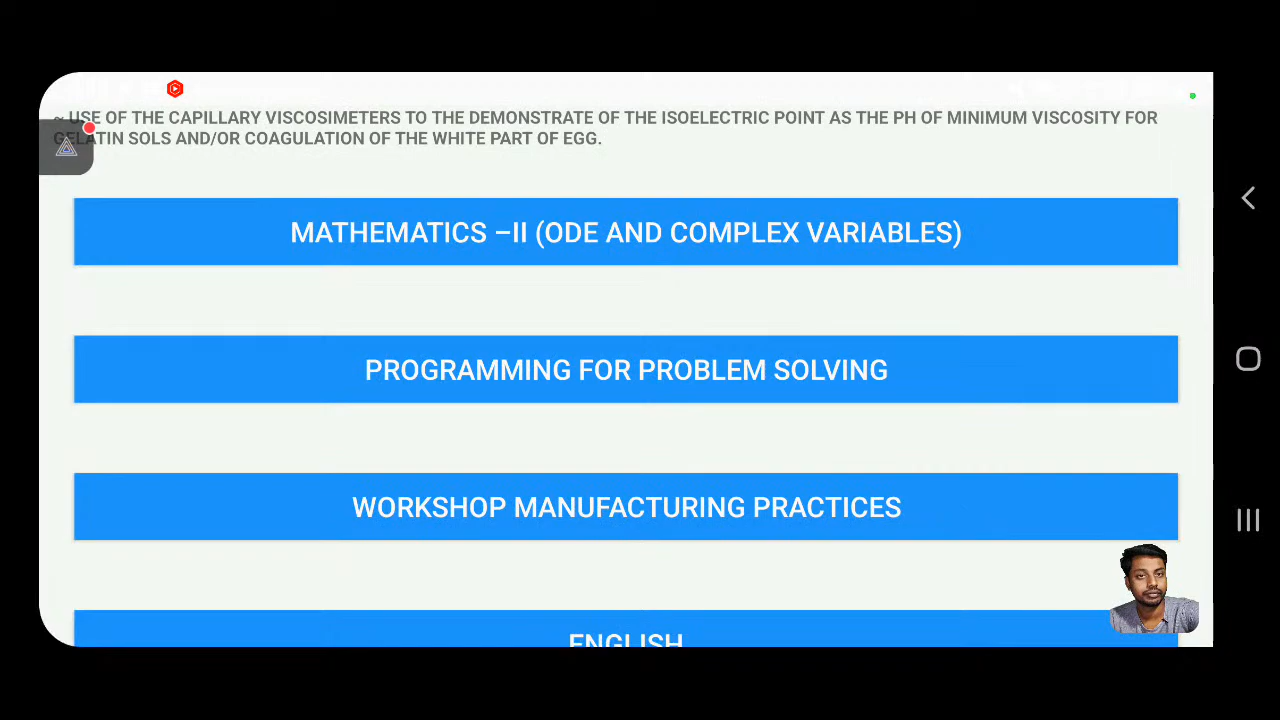 ~ USE OF THE CAPILLARY VISCOSIMETERS TO THE DEMONSTRATE OF THE ISOELECTRIC POINT AS THE PH OF MINIMUM VISCOSITY FOR
GELATIN SOLS AND/OR COAGULATION OF THE WHITE PART OF EGG.
MATHEMATICS –II (ODE AND COMPLEX VARIABLES)
PROGRAMMING FOR PROBLEM SOLVING
WORKSHOP MANUFACTURING PRACTICES
ENGLISH